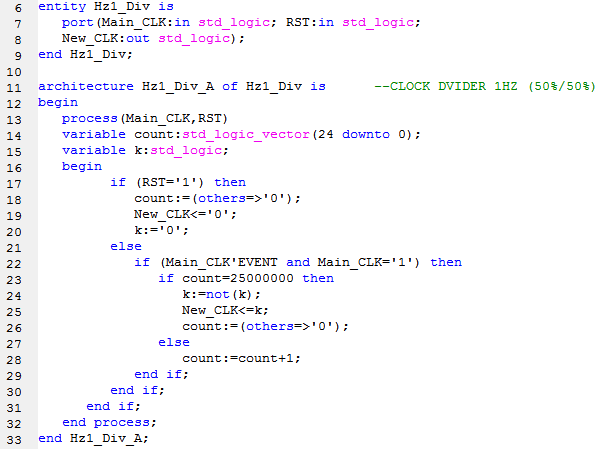 6 entity Hz1_Div is
7 port(Main_CLK:in std_logic; RST:in std_logic;
8 New_CLK:out std_logic);
9 end Hz1_Div;
10
11 architecture Hz1_Div_A of Hz1_Div is --CLOCK DVIDER 1HZ (50%/50%)
12 begin
13 process(Main_CLK,RST)
14 variable count:std_logic_vector(24 downto 0);
15 variable k:std_logic;
16 begin
17 if (RST='1') then
18 count:=(others=>'0');
19 New_CLK<='0';
20 k:='0';
21 else
22 if (Main_CLK'EVENT and Main_CLK='1') then
23 if count=25000000 then
24 k:=not(k);
25 New_CLK<=k;
26 count:=(others=>'0');
27 else
28 count:=count+1;
29 end if;
30 end if;
31 end if;
32 end process;
33 end Hz1_Div_A;